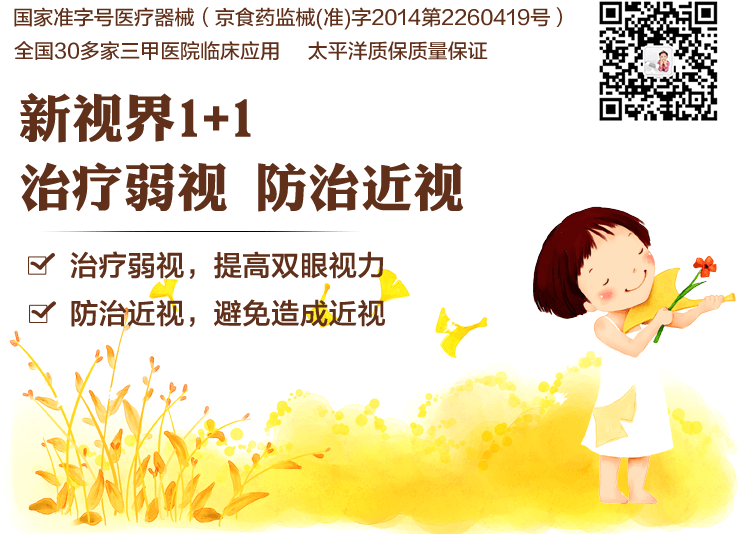 国家准字号医疗器械（京食药监械(准)字2014第2260419号）
全国30多家三甲医院临床应用 太平洋质保质量保证
新视界1+1
治疗弱视 防治近视
治疗弱视，提高双眼视力
防治近视，避免造成近视